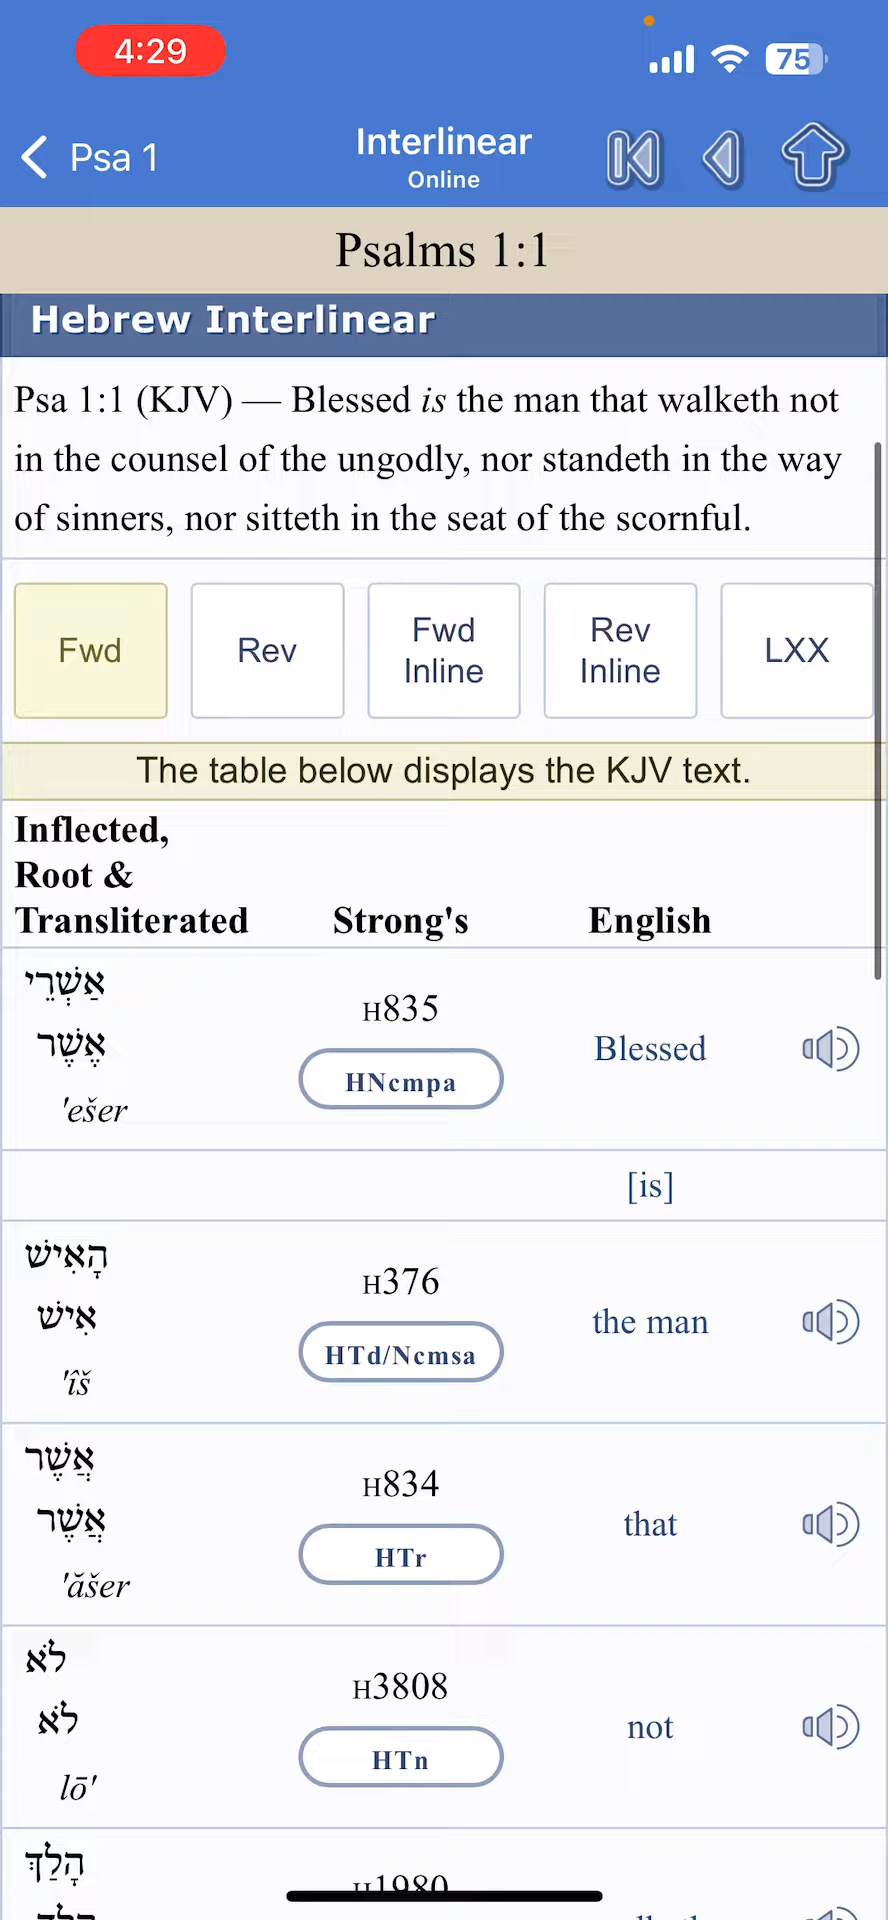 4:29
75
Psa 1
Interlinear
Online
Psalms 1:1
Hebrew Interlinear
Psa 1:1 (KJV) — Blessed is the man that walketh not
in the counsel of the ungodly, nor standeth in the way
of sinners, nor sitteth in the seat of the scornful.
Fwd
Rev
Fwd
Inline
Rev
Inline
LXX
The table below displays the KJV text.
Inflected,
Root &
Transliterated
Strong's
English
אַשְׁרֵי
אֶשֶׁר
'ešer
H835
HNcmpa
Blessed
[is]
הָאִישׁ
אִישׁ
'îš
H376
HTd/Ncmsa
the man
אֲשֶׁר
אֲשֶׁר
'ăšer
H834
HTr
that
לֹא
לֹא
lō'
H3808
HTn
not
הָלַךְ
H1980